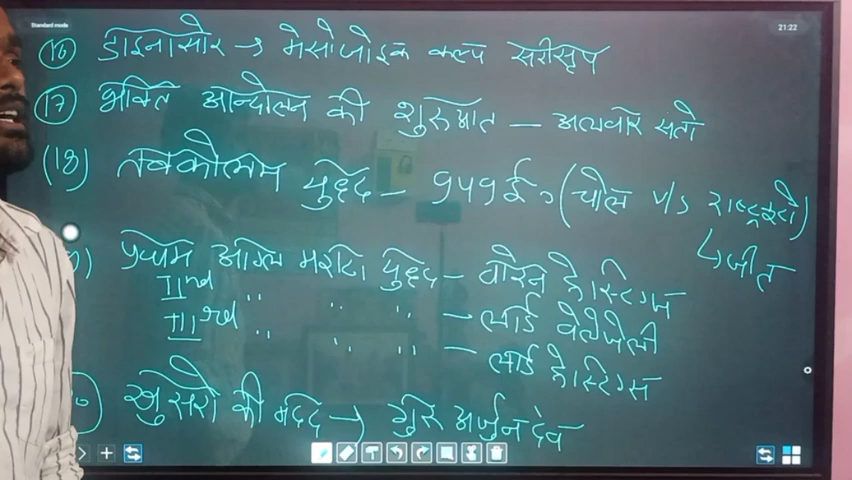 Standard mode
21:22
(16) डाइनासोर → मेसोजोइक कल्प सरीसृप
(17) भक्ति आन्दोलन की शुरुआत – अलवार संतो
(18) तक्कोलम युद्ध – 949 ई० (चोल v/s राष्ट्रकूटो)
↳ जीत
प्रथम आंग्ल मराठा युद्ध – वॉरेन हेस्टिंग्ज
IInd " " " – लार्ड वेलेजेली
IIIrd " " " – लार्ड हेस्टिंग्स
खुसरो की मदद → गुरु अर्जुन देव